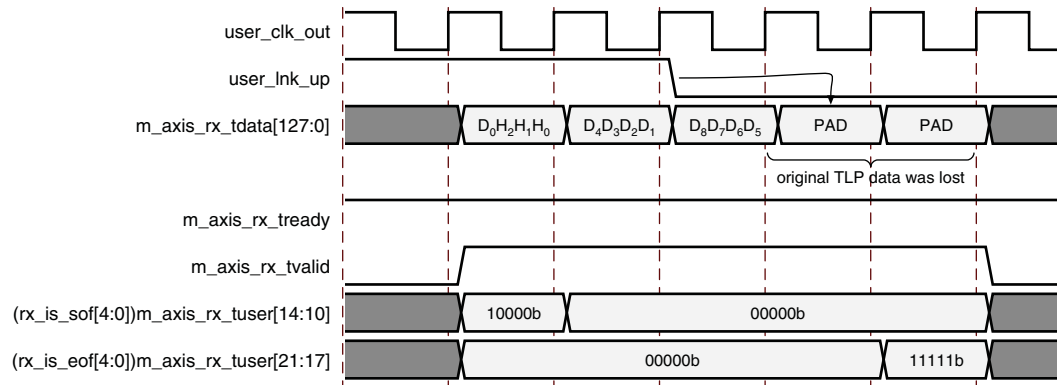 user_clk_out
user_lnk_up
m_axis_rx_tdata[127:0] D0H2H1H0 D4D3D2D1 D8D7D6D5 PAD PAD
original TLP data was lost
m_axis_rx_tready
m_axis_rx_tvalid
(rx_is_sof[4:0])m_axis_rx_tuser[14:10] 10000b 00000b
(rx_is_eof[4:0])m_axis_rx_tuser[21:17] 00000b 11111b